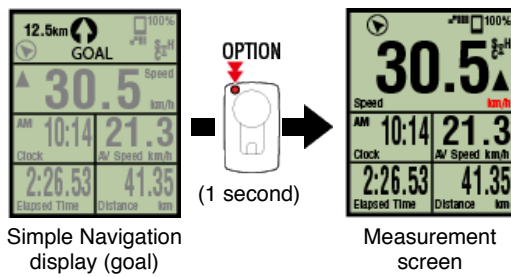 12.5km
100%
GOAL
30.5
Speed
km/h
AM 10:14
Clock
21.3
AV Speed km/h
2:26.53
Elapsed Time
41.35
Distance km
Simple Navigation
display (goal)
OPTION
(1 second)
100%
30.5
Speed km/h
AM 10:14
Clock
21.3
AV Speed km/h
2:26.53
Elapsed Time
41.35
Distance km
Measurement
screen